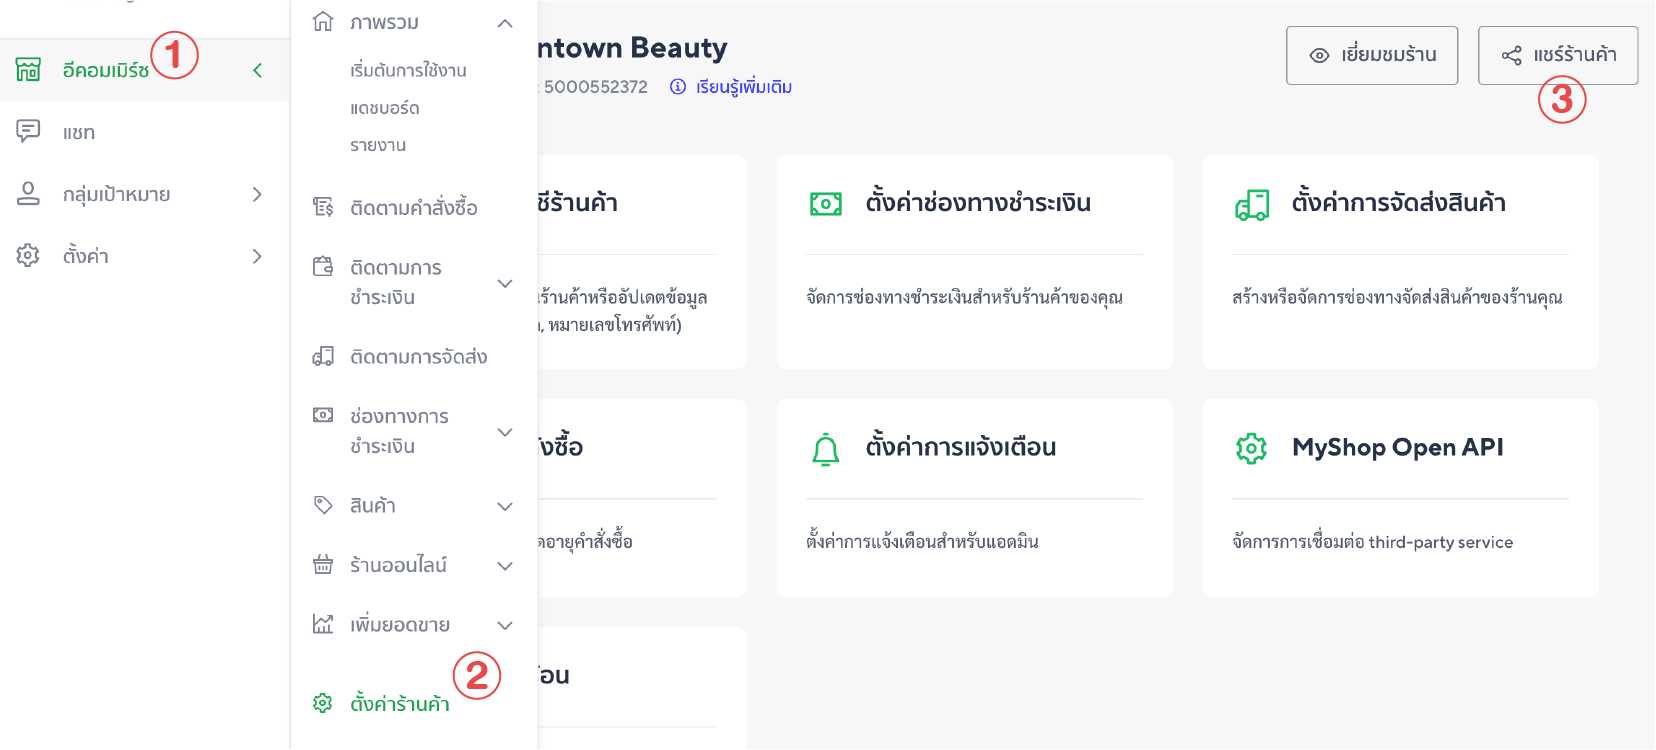 อีคอมเมิร์ซ
1
แชท
กลุ่มเป้าหมาย
ตั้งค่า
ภาพรวม
เริ่มต้นการใช้งาน
แดชบอร์ด
รายงาน
ติดตามคำสั่งซื้อ
ติดตามการ
ชำระเงิน
ติดตามการจัดส่ง
ช่องทางการ
ชำระเงิน
สินค้า
ร้านออนไลน์
เพิ่มยอดขาย
2
ตั้งค่าร้านค้า
ntown Beauty
: 5000552372 เรียนรู้เพิ่มเติม
เยี่ยมชมร้าน
แชร์ร้านค้า
3
ชีร้านค้า
ร้านค้าหรืออัปเดตข้อมูล
, หมายเลขโทรศัพท์)
ตั้งค่าช่องทางชำระเงิน
จัดการช่องทางชำระเงินสำหรับร้านค้าของคุณ
ตั้งค่าการจัดส่งสินค้า
สร้างหรือจัดการช่องทางจัดส่งสินค้าของร้านคุณ
งซื้อ
ดอายุคำสั่งซื้อ
ตั้งค่าการแจ้งเตือน
ตั้งค่าการแจ้งเตือนสำหรับแอดมิน
MyShop Open API
จัดการการเชื่อมต่อ third-party service
อน